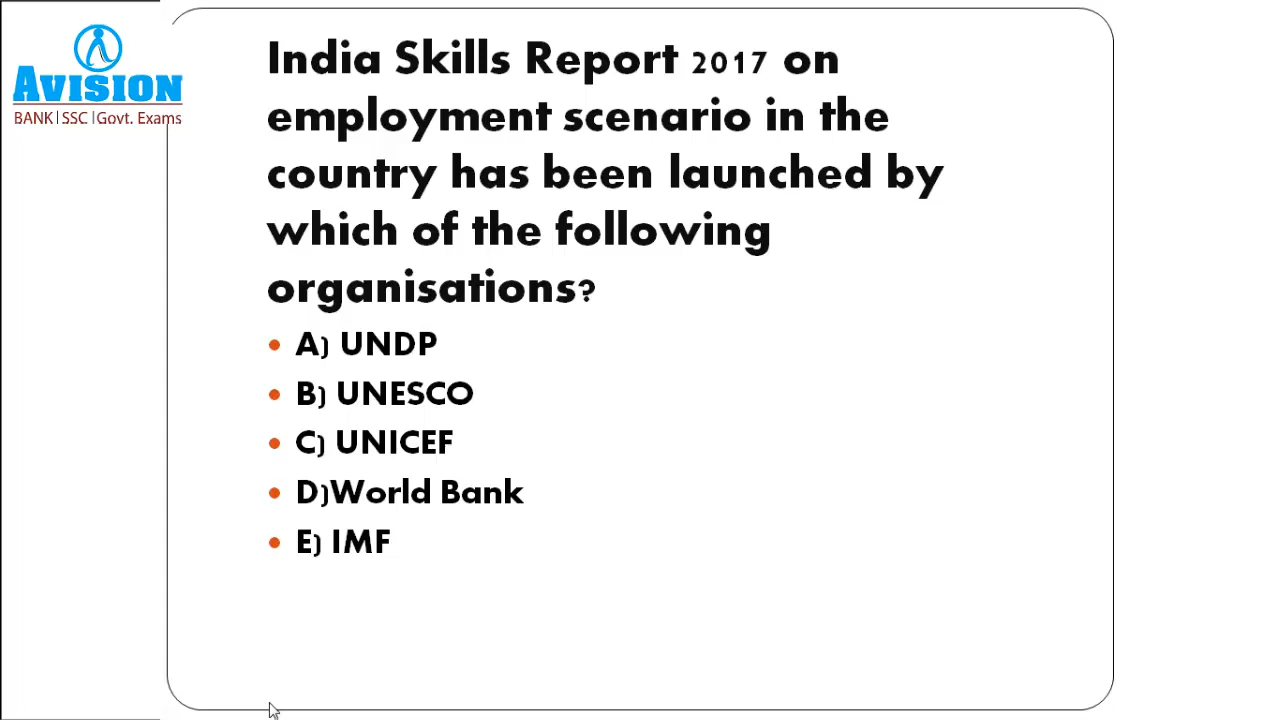 AVISION
BANK|SSC|Govt. Exams
India Skills Report 2017 on
employment scenario in the
country has been launched by
which of the following
organisations?
A) UNDP
B) UNESCO
C) UNICEF
D)World Bank
E) IMF